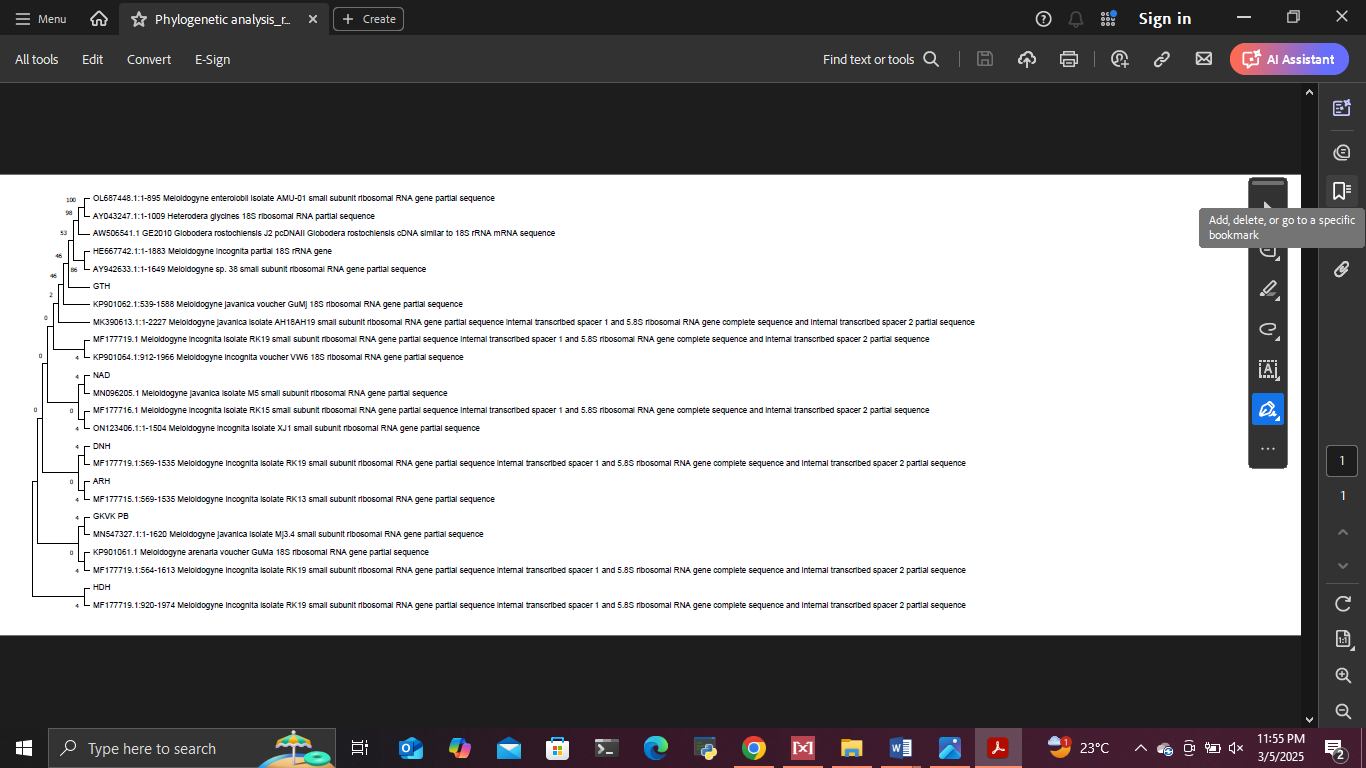 Menu
Phylogenetic analysis_r...
Create
Sign in
All tools
Edit
Convert
E-Sign
Find text or tools
AI Assistant
100 OL687448.1:1-895 Meloidogyne enterolobii isolate AMU-01 small subunit ribosomal RNA gene partial sequence
98 AY043247.1:1-1009 Heterodera glycines 18S ribosomal RNA partial sequence
53 AW506541.1 GE2010 Globodera rostochiensis J2 pcDNAII Globodera rostochiensis cDNA similar to 18S rRNA mRNA sequence
46 HE667742.1:1-1883 Meloidogyne incognita partial 18S rRNA gene
86 AY942633.1:1-1649 Meloidogyne sp. 36 small subunit ribosomal RNA gene partial sequence
46 GTH
2 KP901062.1:539-1588 Meloidogyne javanica voucher GuMj 18S ribosomal RNA gene partial sequence
0 MK390613.1:1-2227 Meloidogyne javanica isolate AH18AH19 small subunit ribosomal RNA gene partial sequence internal transcribed spacer 1 and 5.8S ribosomal RNA gene complete sequence and internal transcribed spacer 2 partial sequence
MF177719.1 Meloidogyne incognita isolate RK19 small subunit ribosomal RNA gene partial sequence internal transcribed spacer 1 and 5.8S ribosomal RNA gene complete sequence and internal transcribed spacer 2 partial sequence
0 4 KP901064.1:912-1966 Meloidogyne incognita voucher VW6 18S ribosomal RNA gene partial sequence
4 NAD
MN096205.1 Meloidogyne javanica isolate M5 small subunit ribosomal RNA gene partial sequence
0 0 MF177716.1 Meloidogyne incognita isolate RK15 small subunit ribosomal RNA gene partial sequence internal transcribed spacer 1 and 5.8S ribosomal RNA gene complete sequence and internal transcribed spacer 2 partial sequence
4 ON123406.1:1-1504 Meloidogyne incognita isolate XJ1 small subunit ribosomal RNA gene partial sequence
4 DNH
MF177719.1:569-1535 Meloidogyne incognita isolate RK19 small subunit ribosomal RNA gene partial sequence internal transcribed spacer 1 and 5.8S ribosomal RNA gene complete sequence and internal transcribed spacer 2 partial sequence
0 ARH
4 MF177715.1:569-1535 Meloidogyne incognita isolate RK13 small subunit ribosomal RNA gene partial sequence
4 GKVK PB
MN547327.1:1-1620 Meloidogyne javanica isolate Mj3.4 small subunit ribosomal RNA gene partial sequence
0 KP901061.1 Meloidogyne arenaria voucher GuMa 18S ribosomal RNA gene partial sequence
4 MF177719.1:564-1613 Meloidogyne incognita isolate RK19 small subunit ribosomal RNA gene partial sequence internal transcribed spacer 1 and 5.8S ribosomal RNA gene complete sequence and internal transcribed spacer 2 partial sequence
HDH
4 MF177719.1:920-1974 Meloidogyne incognita isolate RK19 small subunit ribosomal RNA gene partial sequence internal transcribed spacer 1 and 5.8S ribosomal RNA gene complete sequence and internal transcribed spacer 2 partial sequence
Add, delete, or go to a specific
bookmark
A
1
1
1:1
Type here to search
1
23°C
11:55 PM
3/5/2025
2